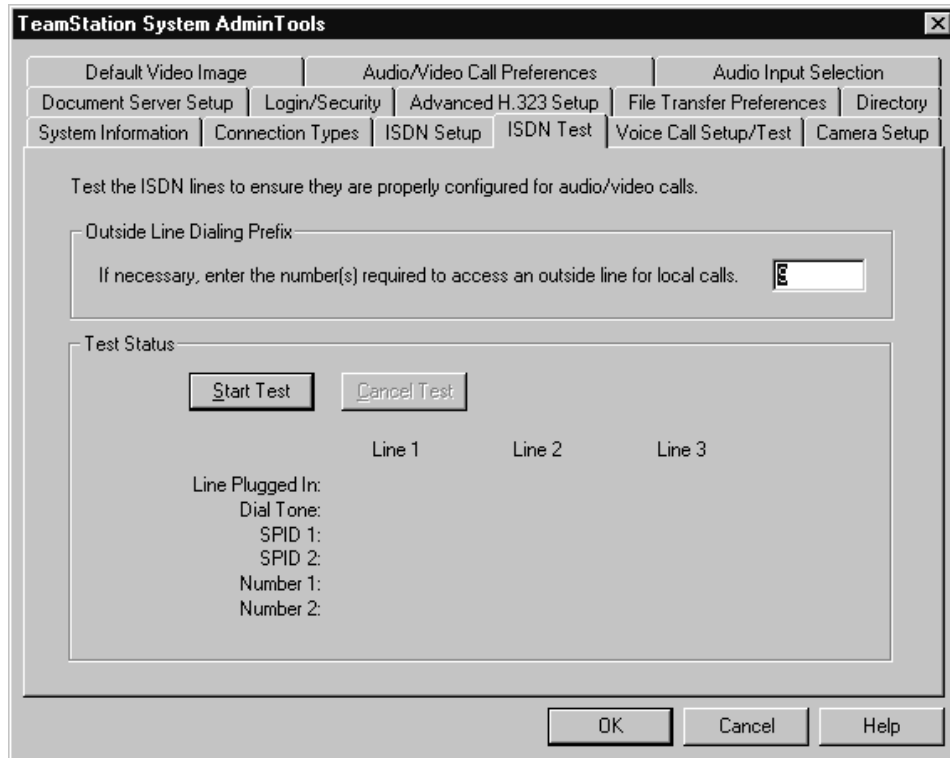 TeamStation System AdminTools
Default Video Image Audio/Video Call Preferences Audio Input Selection
Document Server Setup Login/Security Advanced H.323 Setup File Transfer Preferences Directory
System Information Connection Types ISDN Setup ISDN Test Voice Call Setup/Test Camera Setup
Test the ISDN lines to ensure they are properly configured for audio/video calls.
Outside Line Dialing Prefix
If necessary, enter the number(s) required to access an outside line for local calls.
Test Status
Start Test Cancel Test
Line 1 Line 2 Line 3
Line Plugged In:
Dial Tone:
SPID 1:
SPID 2:
Number 1:
Number 2:
OK Cancel Help